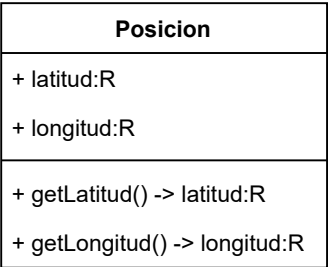 Posicion
+ latitud:R
+ longitud:R
+ getLatitud() -> latitud:R
+ getLongitud() -> longitud:R